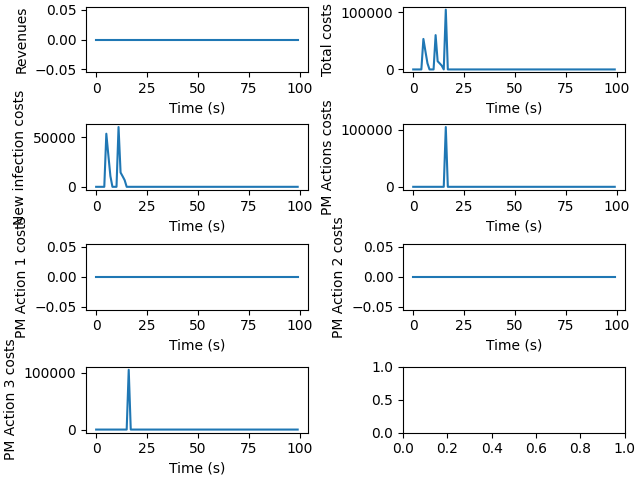 Revenues
0.05
0.00
−0.05
0 25 50 75 100
Time (s)
Total costs
100000
0
0 25 50 75 100
Time (s)
New infection costs
50000
0
0 25 50 75 100
Time (s)
PM Actions costs
100000
0
0 25 50 75 100
Time (s)
PM Action 1 costs
0.05
0.00
−0.05
0 25 50 75 100
Time (s)
PM Action 2 costs
0.05
0.00
−0.05
0 25 50 75 100
Time (s)
PM Action 3 costs
100000
0
0 25 50 75 100
Time (s)
1.0
0.5
0.0
0.0 0.2 0.4 0.6 0.8 1.0